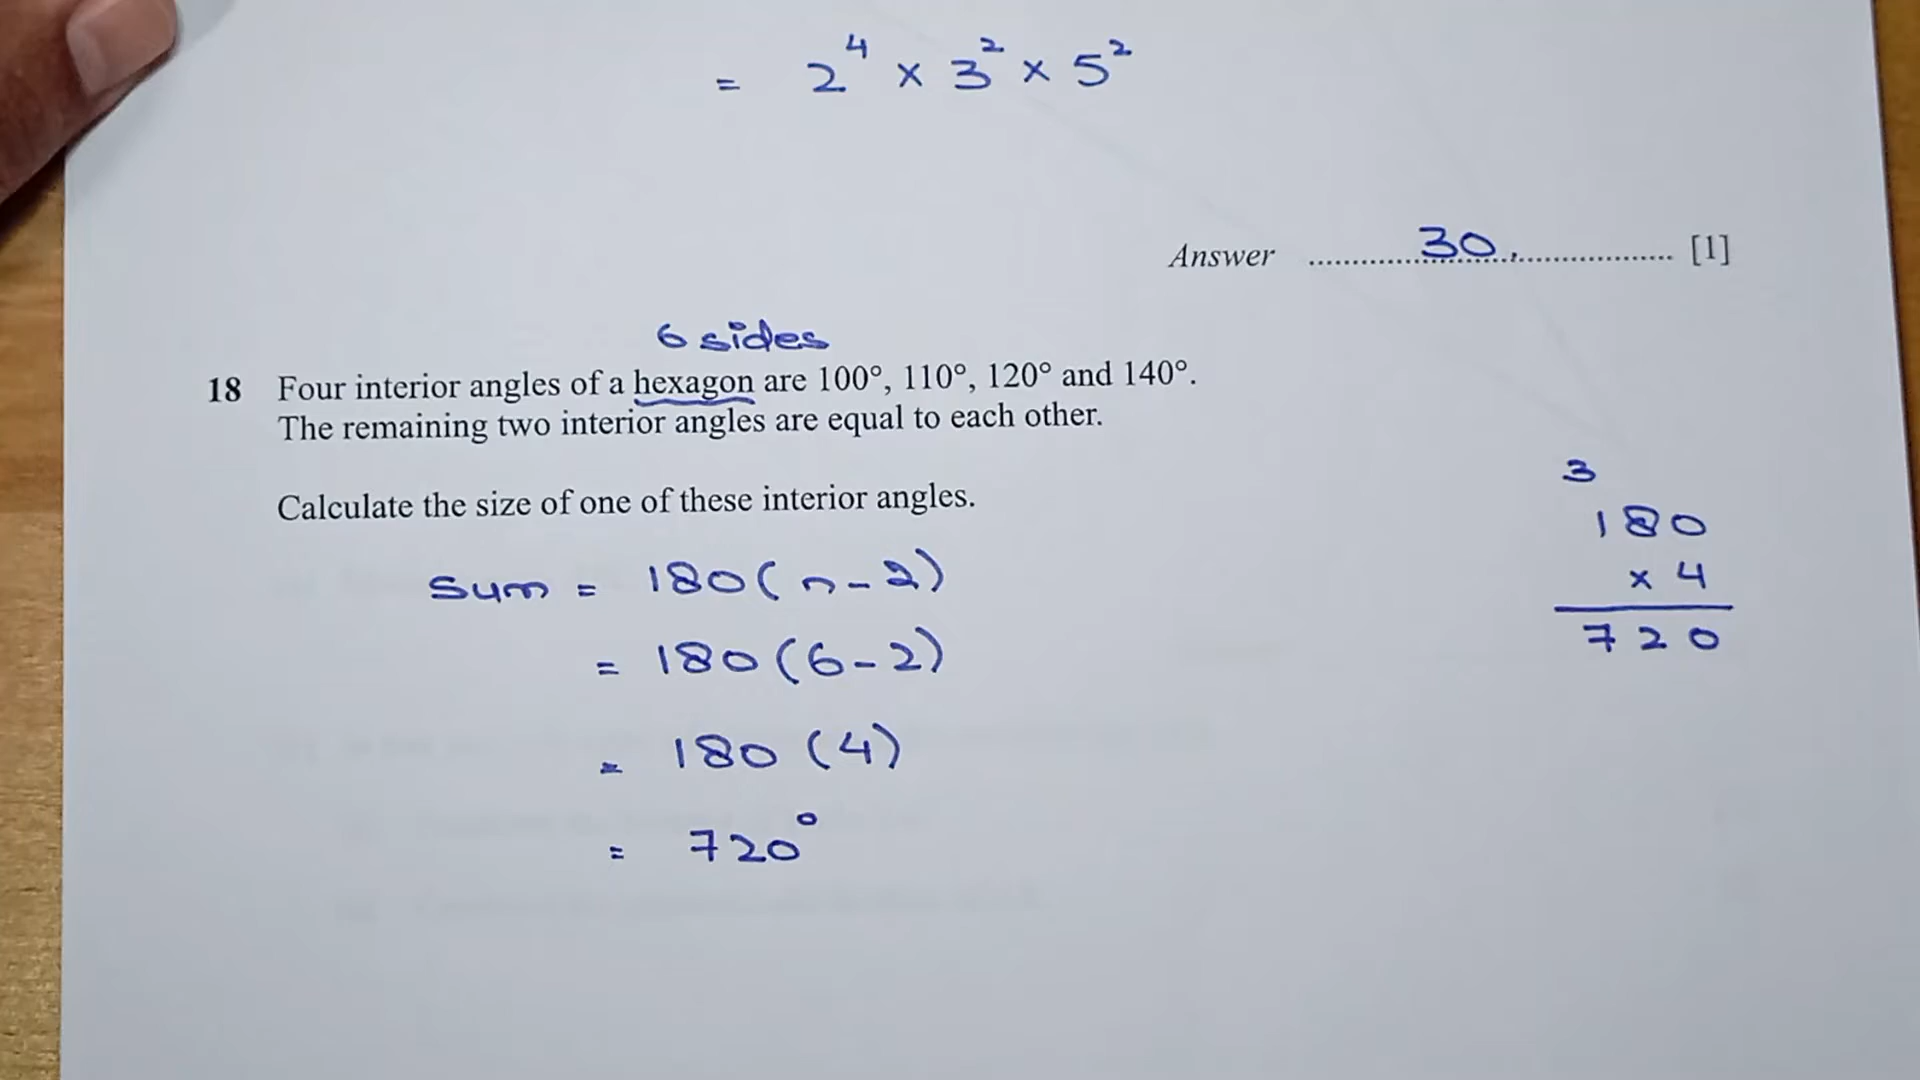 = 2⁴ × 3² × 5²
Answer ........ 30 ........ [1]
6 sides
18 Four interior angles of a hexagon are 100°, 110°, 120° and 140°.
The remaining two interior angles are equal to each other.
Calculate the size of one of these interior angles.
Sum = 180(n-2)
= 180(6-2)
= 180(4)
= 720°
3
180
× 4
720